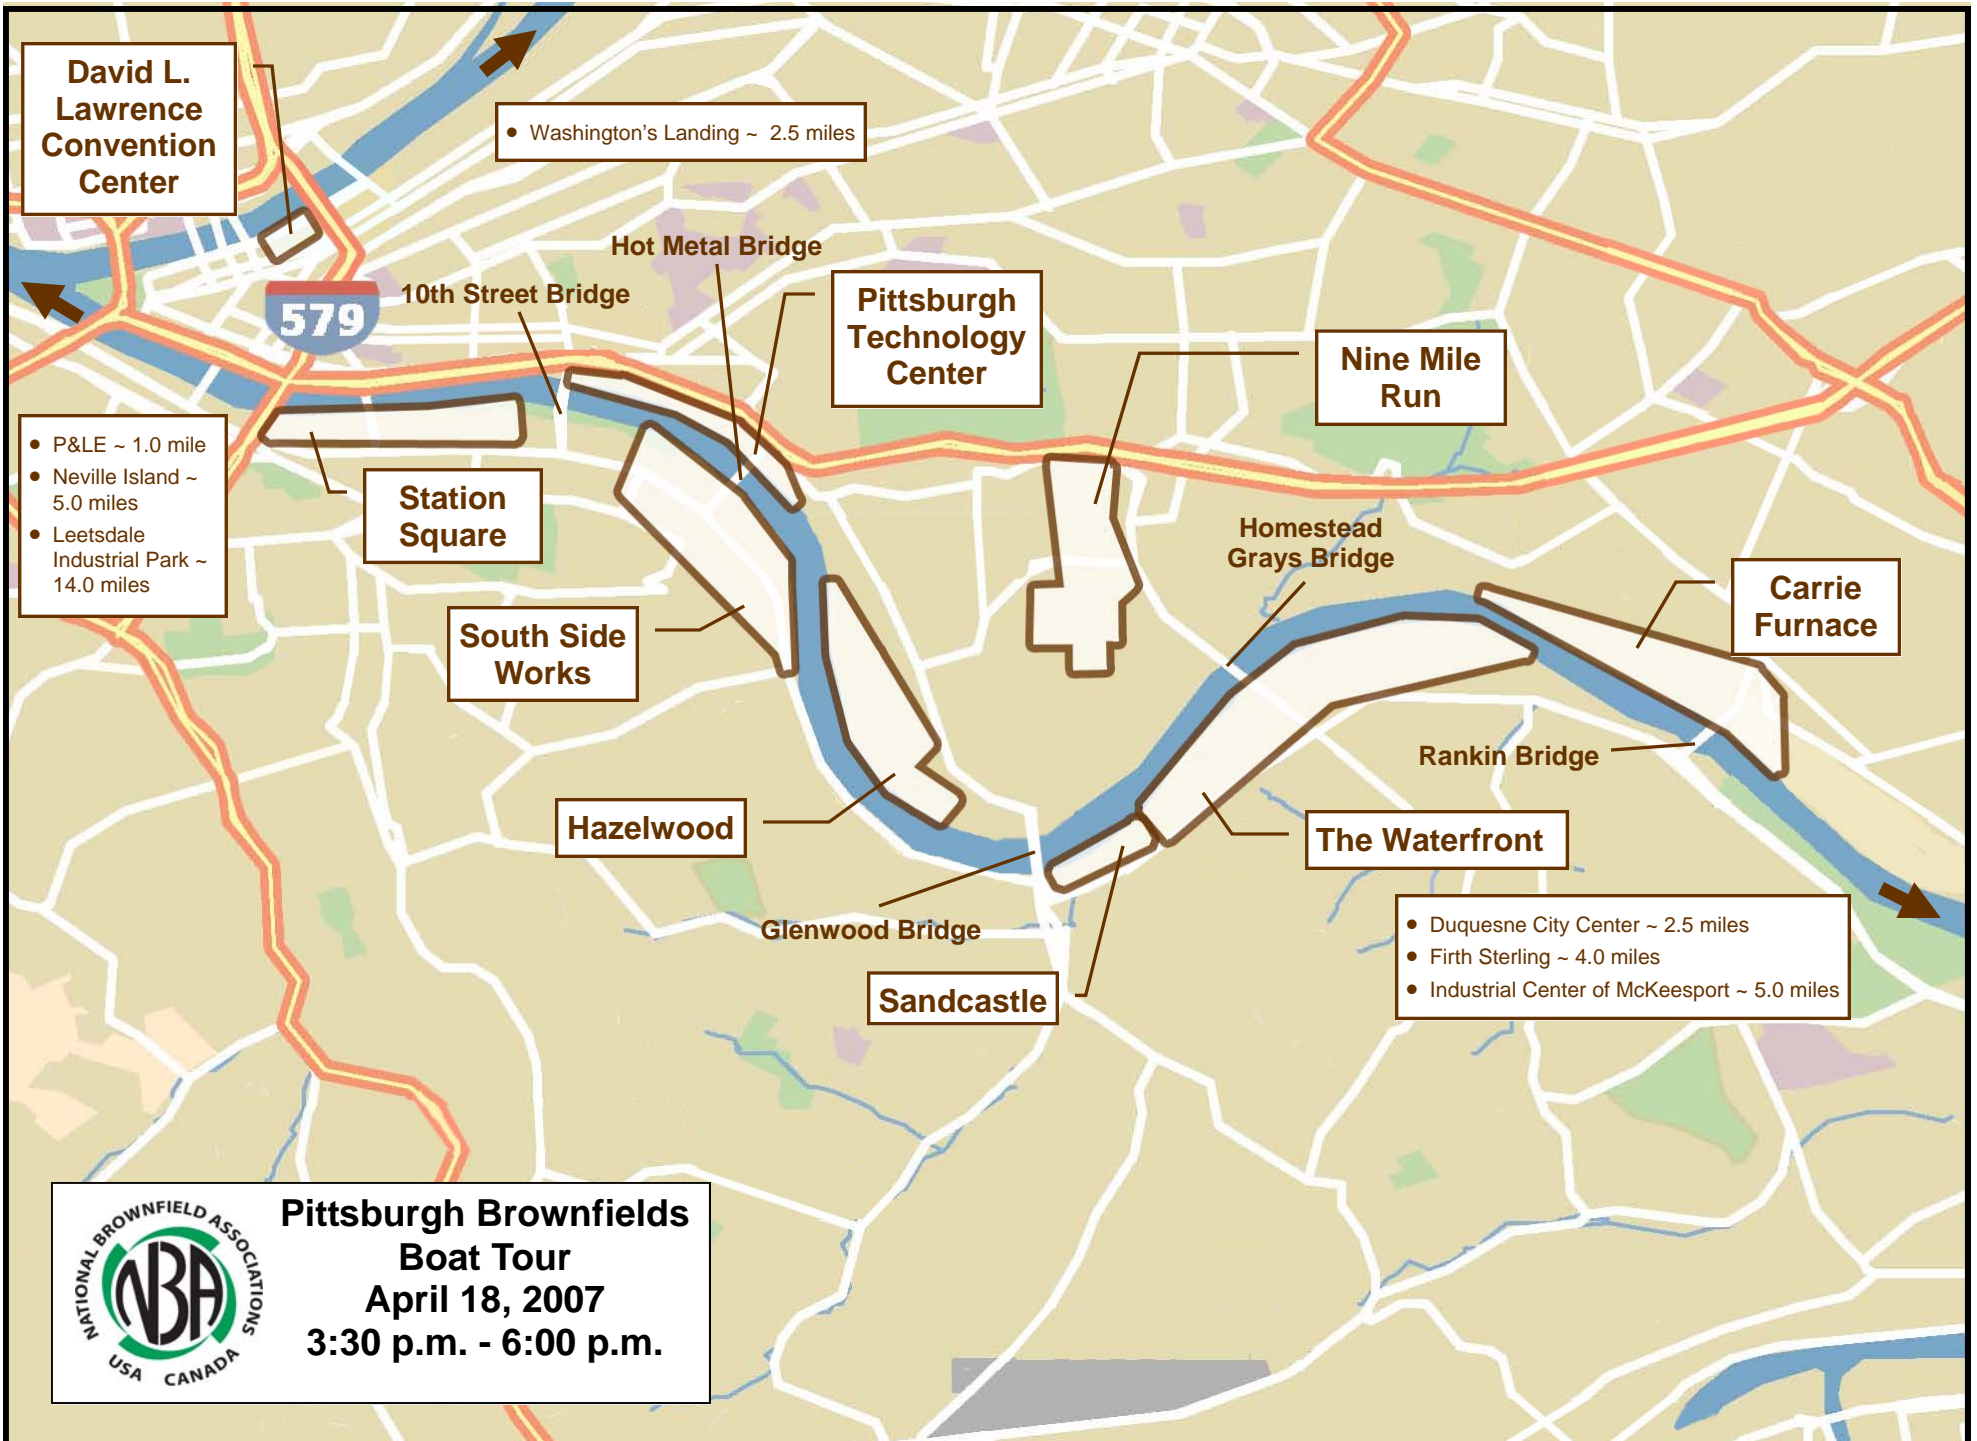 David L.
Lawrence
Convention
Center
• Washington's Landing ~ 2.5 miles
Hot Metal Bridge
10th Street Bridge
579
Pittsburgh
Technology
Center
Nine Mile
Run
• P&LE ~ 1.0 mile
• Neville Island ~
5.0 miles
• Leetsdale
Industrial Park ~
14.0 miles
Station
Square
Homestead
Grays Bridge
Carrie
Furnace
South Side
Works
Rankin Bridge
Hazelwood
The Waterfront
Glenwood Bridge
• Duquesne City Center ~ 2.5 miles
• Firth Sterling ~ 4.0 miles
• Industrial Center of McKeesport ~ 5.0 miles
Sandcastle
NATIONAL BROWNFIELD ASSOCIATIONS
NBA
USA CANADA
Pittsburgh Brownfields
Boat Tour
April 18, 2007
3:30 p.m. - 6:00 p.m.